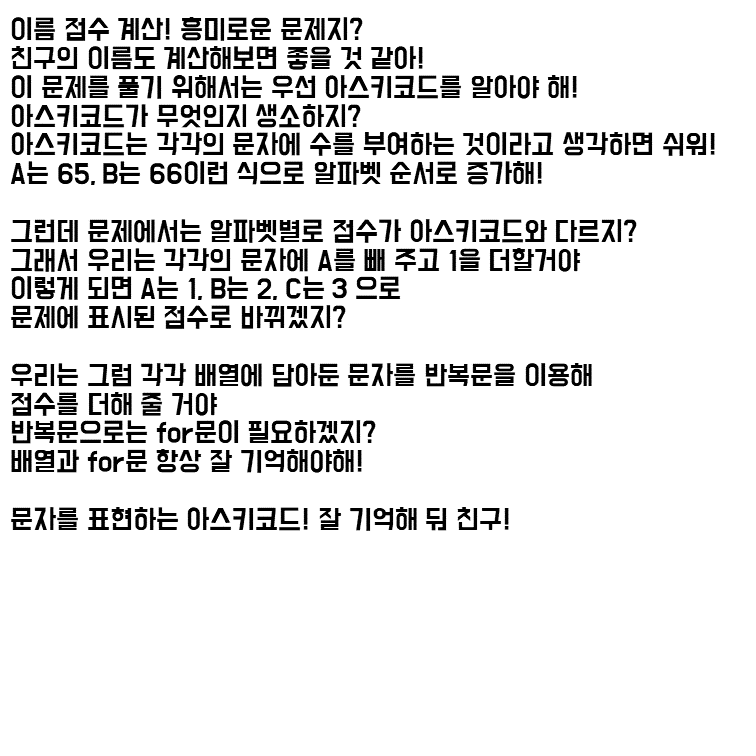 이름 점수 계산! 흥미로운 문제지?
친구의 이름도 계산해보면 좋을 것 같아!
이 문제를 풀기 위해서는 우선 아스키코드를 알아야 해!
아스키코드가 무엇인지 생소하지?
아스키코드는 각각의 문자에 수를 부여하는 것이라고 생각하면 쉬워!
A는 65, B는 66이런 식으로 알파벳 순서로 증가해!
그런데 문제에서는 알파벳별로 점수가 아스키코드와 다르지?
그래서 우리는 각각의 문자에 A를 빼 주고 1을 더할거야
이렇게 되면 A는 1, B는 2, C는 3 으로
문제에 표시된 점수로 바뀌겠지?
우리는 그럼 각각 배열에 담아둔 문자를 반복문을 이용해
점수를 더해 줄 거야
반복문으로는 for문이 필요하겠지?
배열과 for문 항상 잘 기억해야해!
문자를 표현하는 아스키코드! 잘 기억해 둬 친구!